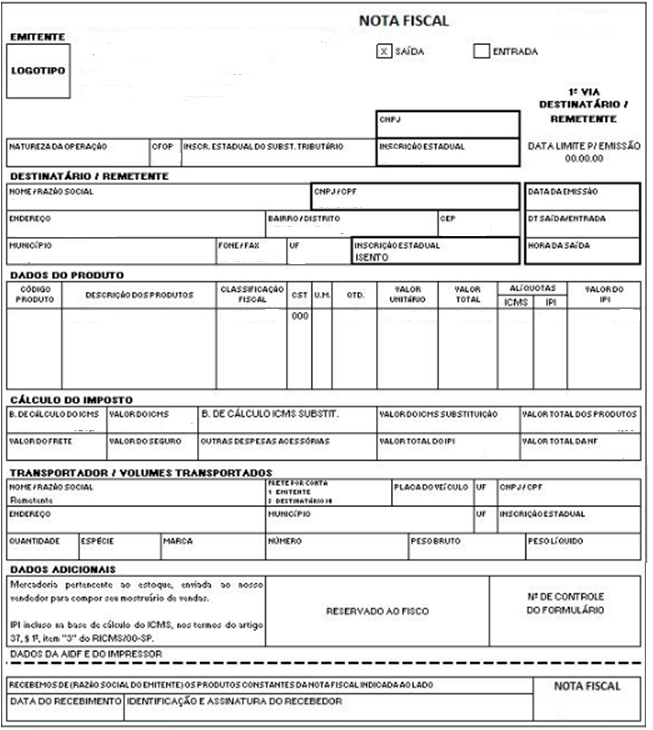 NOTA FISCAL
EMITENTE
X SAÍDA ENTRADA
LOGOTIPO
1ª VIA
DESTINATÁRIO /
REMETENTE
CNPJ
NATUREZA DA OPERAÇÃO CFOP INSCR. ESTADUAL DO SUBST. TRIBUTÁRIO INSCRIÇÃO ESTADUAL
DATA LIMITE P/ EMISSÃO
00.00.00
DESTINATÁRIO / REMETENTE
NOME / RAZÃO SOCIAL CNPJ / CPF DATA DA EMISSÃO
ENDEREÇO BAIRRO / DISTRITO CEP DT SAÍDA/ENTRADA
MUNICÍPIO FONE / FAX UF INSCRIÇÃO ESTADUAL HORA DA SAÍDA
ISENTO
DADOS DO PRODUTO
CÓDIGO PRODUTO DESCRIÇÃO DOS PRODUTOS CLASSIFICAÇÃO FISCAL CST U.M. QTD. VALOR UNITÁRIO VALOR TOTAL ALÍQUOTAS VALOR DO IPI
ICMS IPI
000
CÁLCULO DO IMPOSTO
B. DE CÁLCULO DO ICMS VALOR DO ICMS B. DE CÁLCULO ICMS SUBSTIT. VALOR DO ICMS SUBSTITUIÇÃO VALOR TOTAL DOS PRODUTOS
VALOR DO FRETE VALOR DO SEGURO OUTRAS DESPESAS ACESSÓRIAS VALOR TOTAL DO IPI VALOR TOTAL DA NF
TRANSPORTADOR / VOLUMES TRANSPORTADOS
NOME / RAZÃO SOCIAL FRETE POR CONTA PLACA DO VEÍCULO UF CNPJ / CPF
1 EMITENTE
Remetente 2 DESTINATÁRIO
ENDEREÇO MUNICÍPIO UF INSCRIÇÃO ESTADUAL
QUANTIDADE ESPÉCIE MARCA NÚMERO PESO BRUTO PESO LÍQUIDO
DADOS ADICIONAIS
Mercadoria pertencente ao estoque, enviada ao nosso
vendedor para compor seu mostruário de vendas.
IPI incluso na base de cálculo do ICMS, nos termos do artigo
37, § 1º, item "3" do RICMS/00-SP.
RESERVADO AO FISCO
Nº DE CONTROLE
DO FORMULÁRIO
DADOS DA AIDF E DO IMPRESSOR
RECEBEMOS DE (RAZÃO SOCIAL DO EMITENTE) OS PRODUTOS CONSTANTES DA NOTA FISCAL INDICADA AO LADO
NOTA FISCAL
DATA DO RECEBIMENTO IDENTIFICAÇÃO E ASSINATURA DO RECEBEDOR